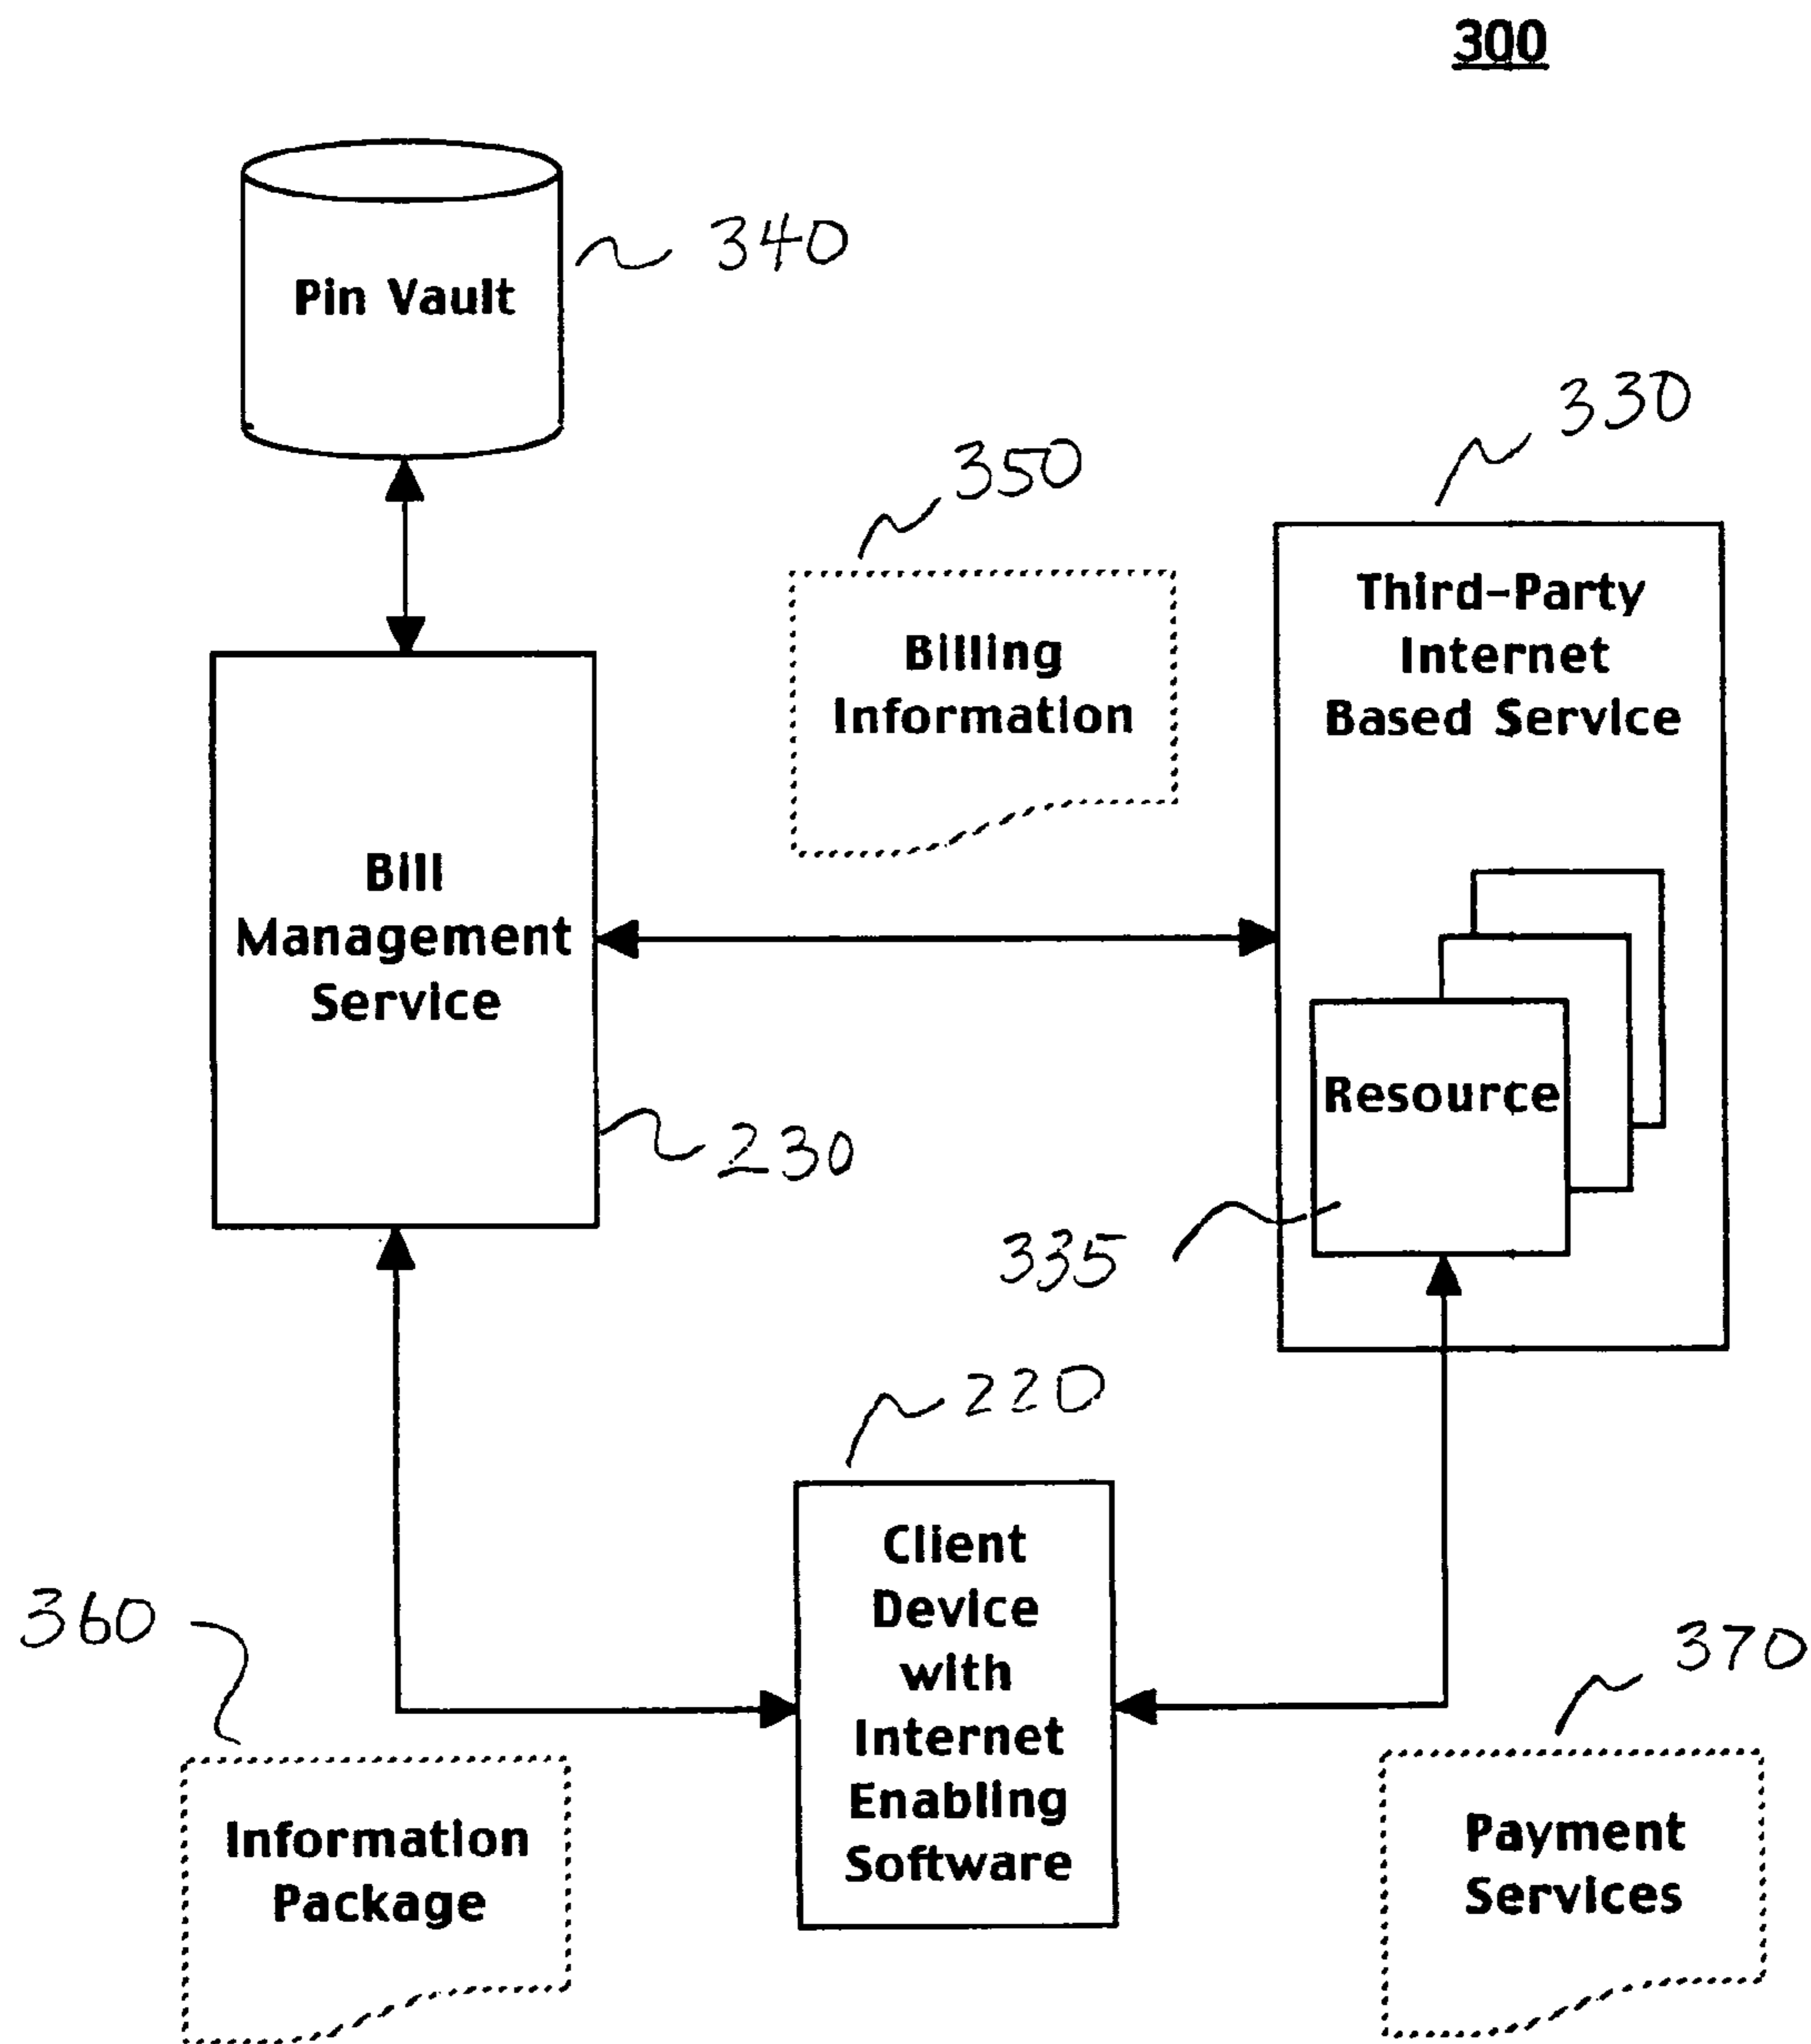 300
Pin Vault
340
330
350
Third-Party
Internet
Based Service
Billing
Information
Bill
Management
Service
Resource
230
335
220
Client
Device
with
Internet
Enabling
Software
360
370
Information
Package
Payment
Services